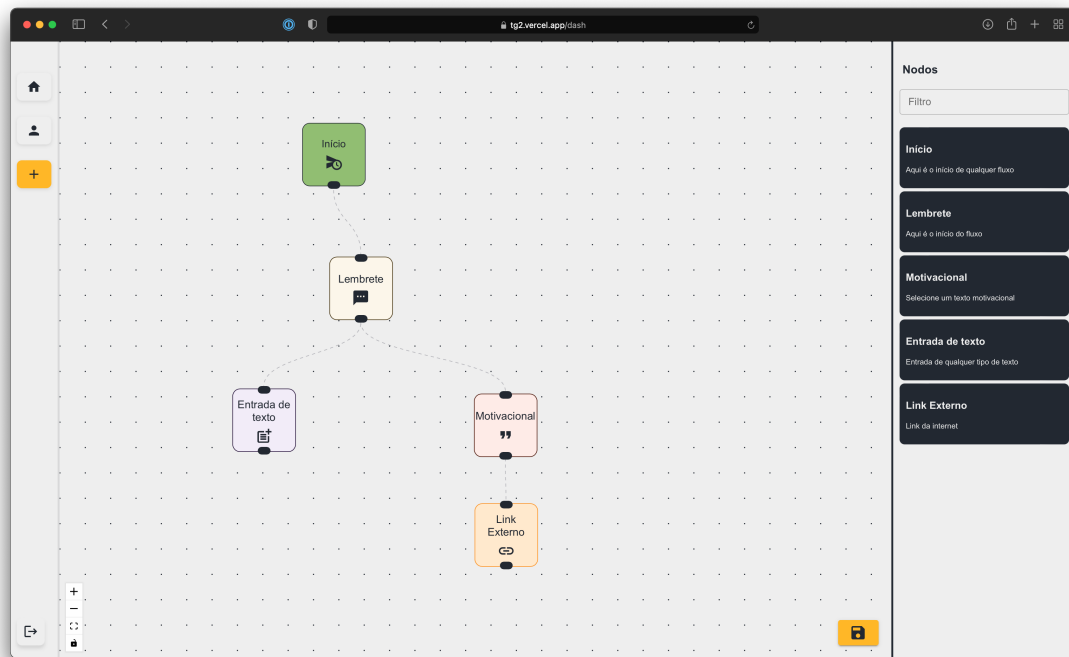 tg2.vercel.app/dash
Início
Lembrete
Entrada de
texto
Motivacional
Link
Externo
Nodos
Filtro
Início
Aqui é o início de qualquer fluxo
Lembrete
Aqui é o início do fluxo
Motivacional
Selecione um texto motivacional
Entrada de texto
Entrada de qualquer tipo de texto
Link Externo
Link da internet